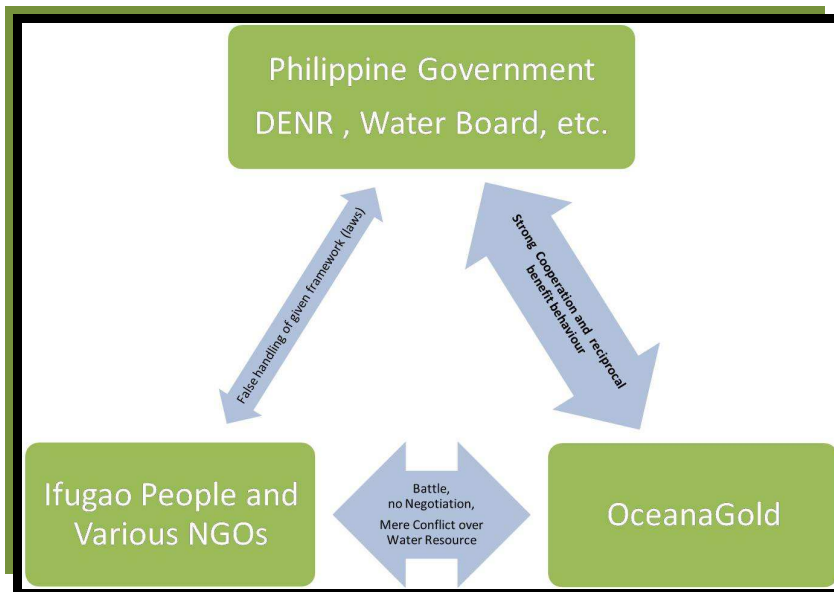 Philippine Government
DENR , Water Board, etc.
False handling of given framework (laws)
Strong Cooperation and reciprocal
benefit behaviour
Ifugao People and
Various NGOs
Battle,
no Negotiation,
Mere Conflict over
Water Resource
OceanaGold